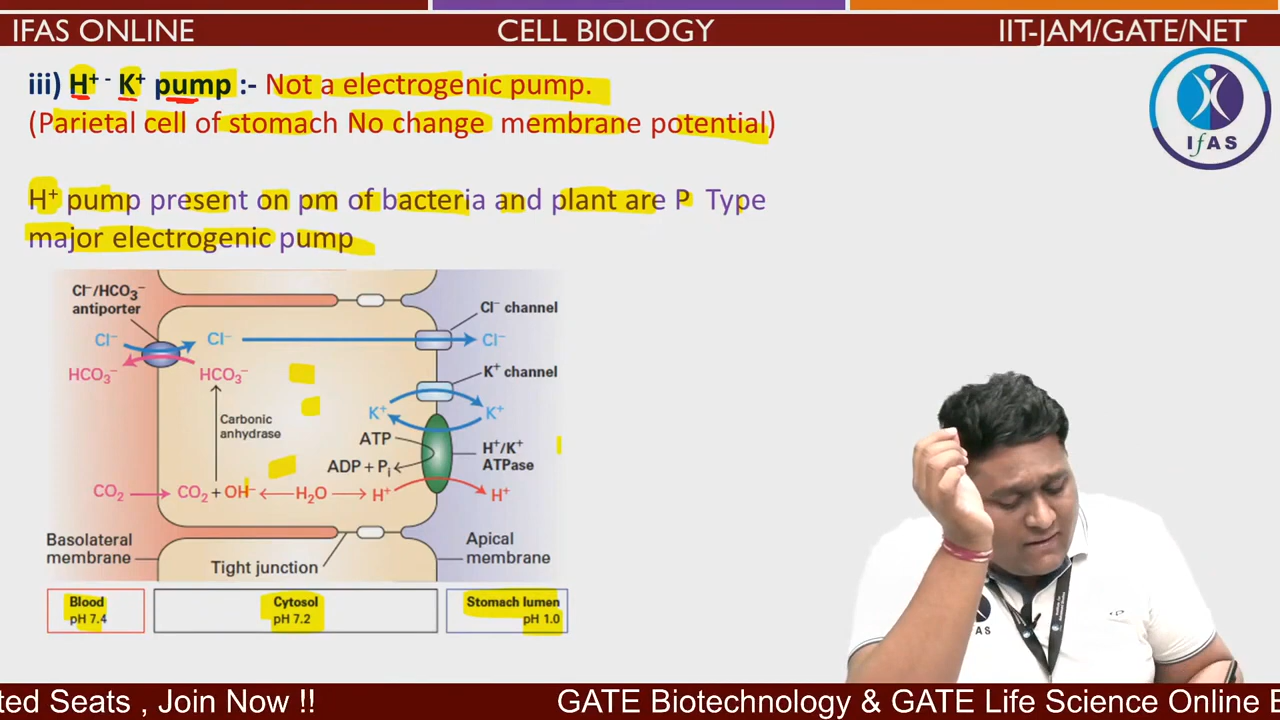 IFAS ONLINE CELL BIOLOGY IIT-JAM/GATE/NET
iii) H⁺ - K⁺ pump :- Not a electrogenic pump.
(Parietal cell of stomach No change membrane potential)
IfAS
H⁺ pump present on pm of bacteria and plant are P Type
major electrogenic pump
Cl⁻/HCO₃⁻
antiporter
Cl⁻ channel
Cl⁻ Cl⁻ Cl⁻
HCO₃⁻ HCO₃⁻
K⁺ channel
K⁺ K⁺
Carbonic
anhydrase
ATP
H⁺/K⁺
ATPase
ADP + Pᵢ
CO₂ CO₂ + OH⁻ H₂O H⁺ H⁺
Basolateral
membrane
Tight junction
Apical
membrane
Blood
pH 7.4
Cytosol
pH 7.2
Stomach lumen
pH 1.0
AS
ted Seats , Join Now !! GATE Biotechnology & GATE Life Science Online